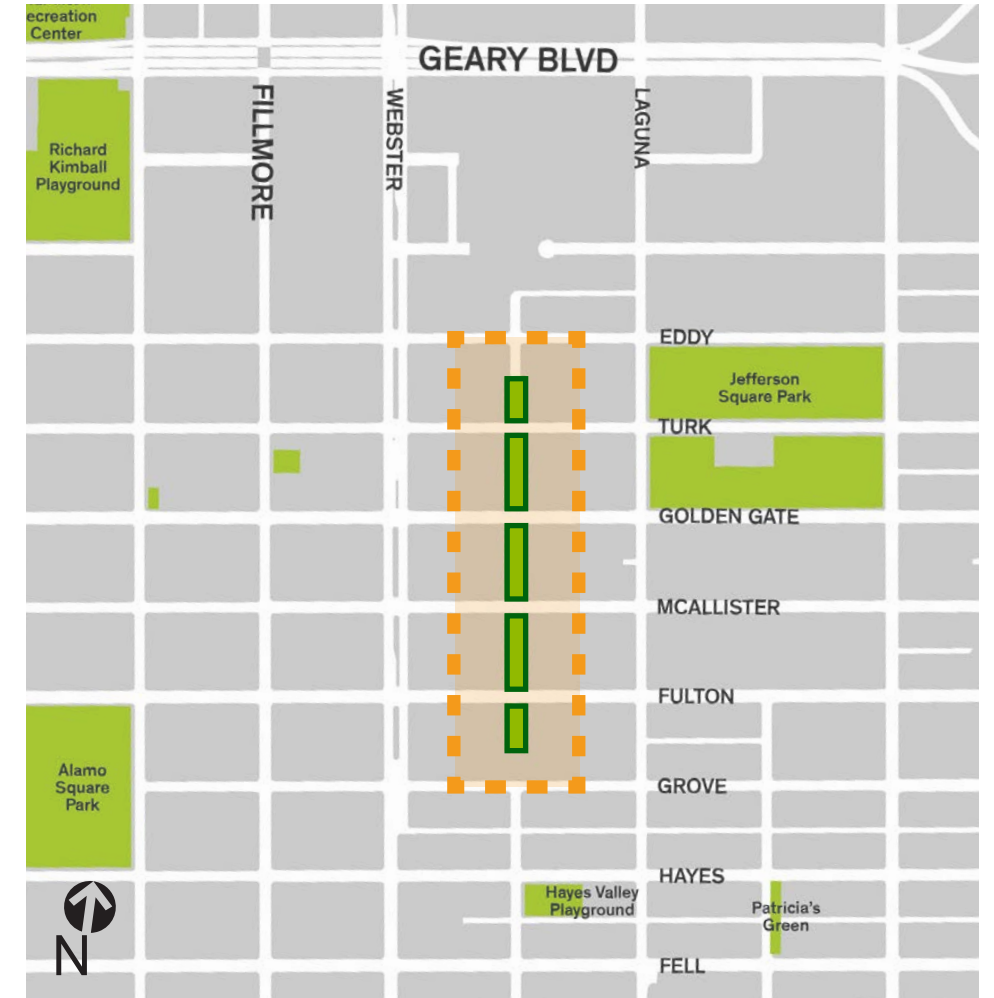 ecreation
Center
GEARY BLVD
FILLMORE
WEBSTER
LAGUNA
Richard
Kimball
Playground
EDDY
Jefferson
Square Park
TURK
GOLDEN GATE
MCALLISTER
FULTON
Alamo
Square
Park
GROVE
HAYES
Hayes Valley
Playground
Patricia's
Green
N
FELL